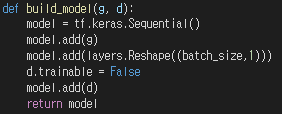 def build_model(g, d):
    model = tf.keras.Sequential()
    model.add(g)
    model.add(layers.Reshape((batch_size,1)))
    d.trainable = False
    model.add(d)
    return model